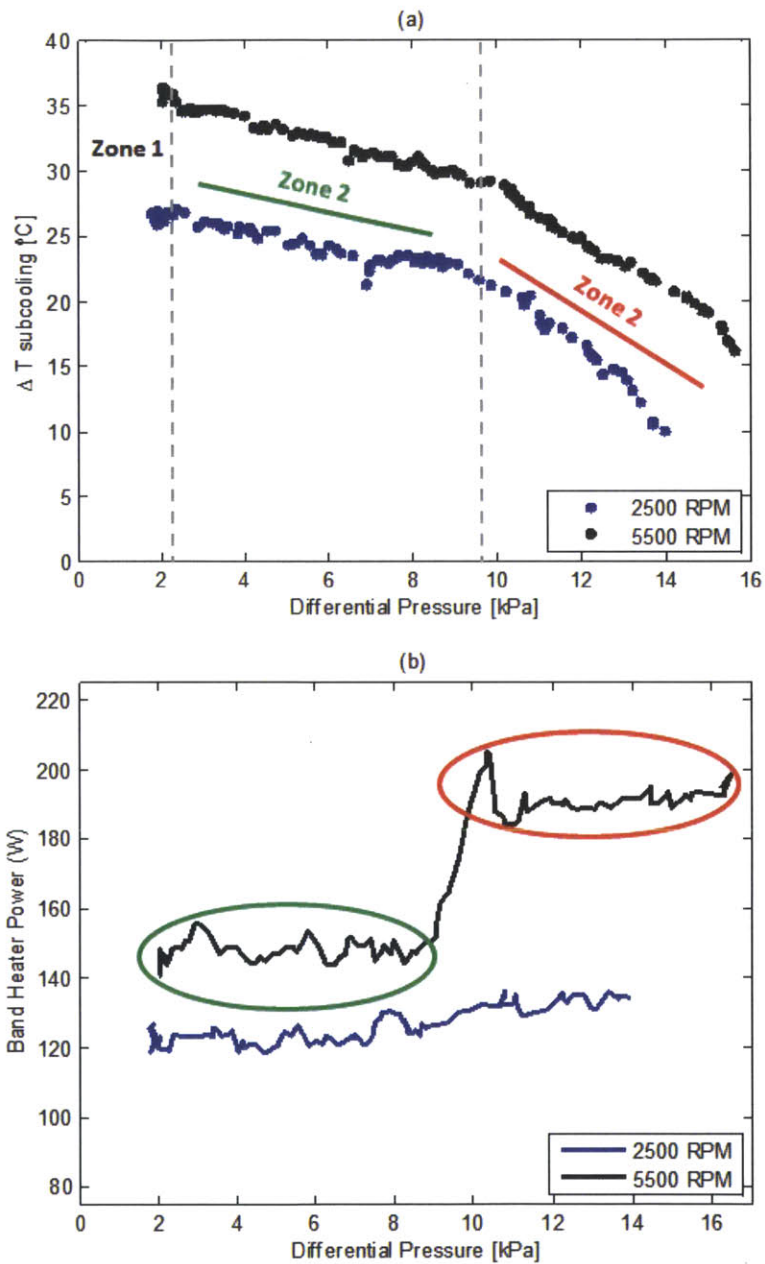 (a)
40
35
30
25
20
15
10
5
0
Δ T subcooling [°C]
Zone 1
Zone 2
Zone 2
2500 RPM
5500 RPM
0 2 4 6 8 10 12 14 16
Differential Pressure [kPa]
(b)
220
200
180
160
140
120
100
80
Band Heater Power (W)
2500 RPM
5500 RPM
0 2 4 6 8 10 12 14 16
Differential Pressure [kPa]